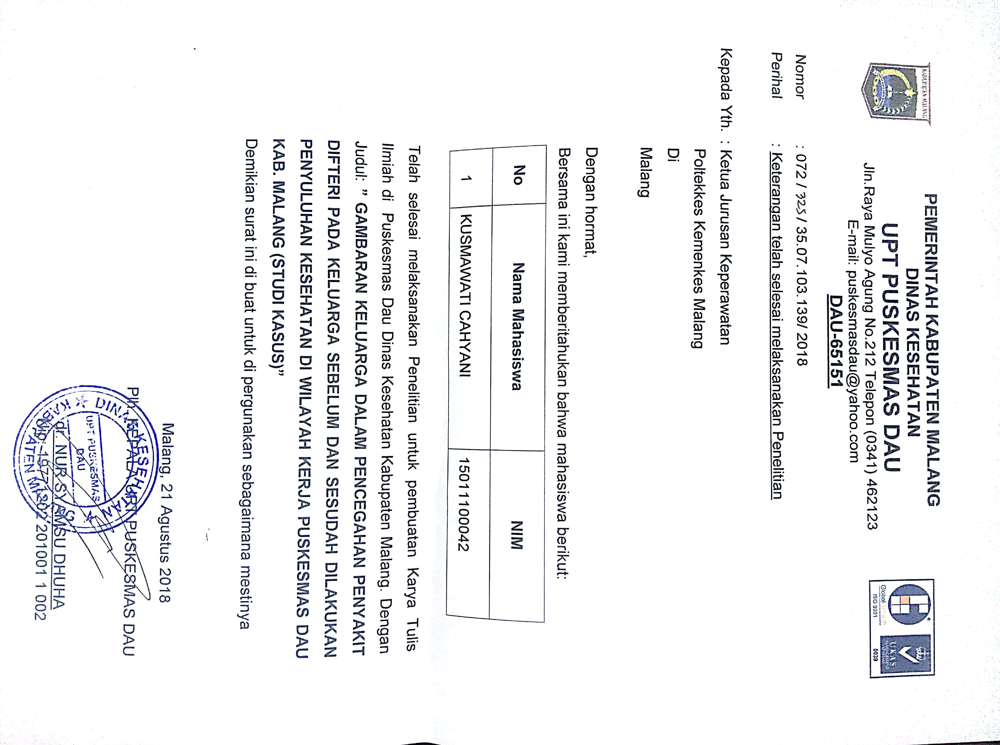 KABUPATEN MALANG
PEMERINTAH KABUPATEN MALANG
DINAS KESEHATAN
UPT PUSKESMAS DAU
Jln.Raya Mulyo Agung No.212 Telepon (0341) 462123
E-mail: puskesmasdau@yahoo.com
DAU-65151
Global
ISO 9001
UKAS
0039
Nomor : 072 / 325 / 35.07.103.139/ 2018
Perihal : Keterangan telah selesai melaksanakan Penelitian
Kepada Yth. : Ketua Jurusan Keperawatan
Poltekkes Kemenkes Malang
Di
Malang
Dengan hormat,
Bersama ini kami memberitahukan bahwa mahasiswa berikut:
No Nama Mahasiswa NIM
1 KUSMAWATI CAHYANI 15011100042
Telah selesai melaksanakan Penelitian untuk pembuatan Karya Tulis
Ilmiah di Puskesmas Dau Dinas Kesehatan Kabupaten Malang. Dengan
Judul: ” GAMBARAN KELUARGA DALAM PENCEGAHAN PENYAKIT
DIFTERI PADA KELUARGA SEBELUM DAN SESUDAH DILAKUKAN
PENYULUHAN KESEHATAN DI WILAYAH KERJA PUSKESMAS DAU
KAB. MALANG (STUDI KASUS)”
Demikian surat ini di buat untuk di pergunakan sebagaimana mestinya
Malang, 21 Agustus 2018
Plh. KEPALA UPT PUSKESMAS DAU
DINAS KESEHATAN
UPT PUSKESMAS
DAU
KABUPATEN MALANG
dr. NUR SYAMSU DHUHA
Nip. 201001 1 002